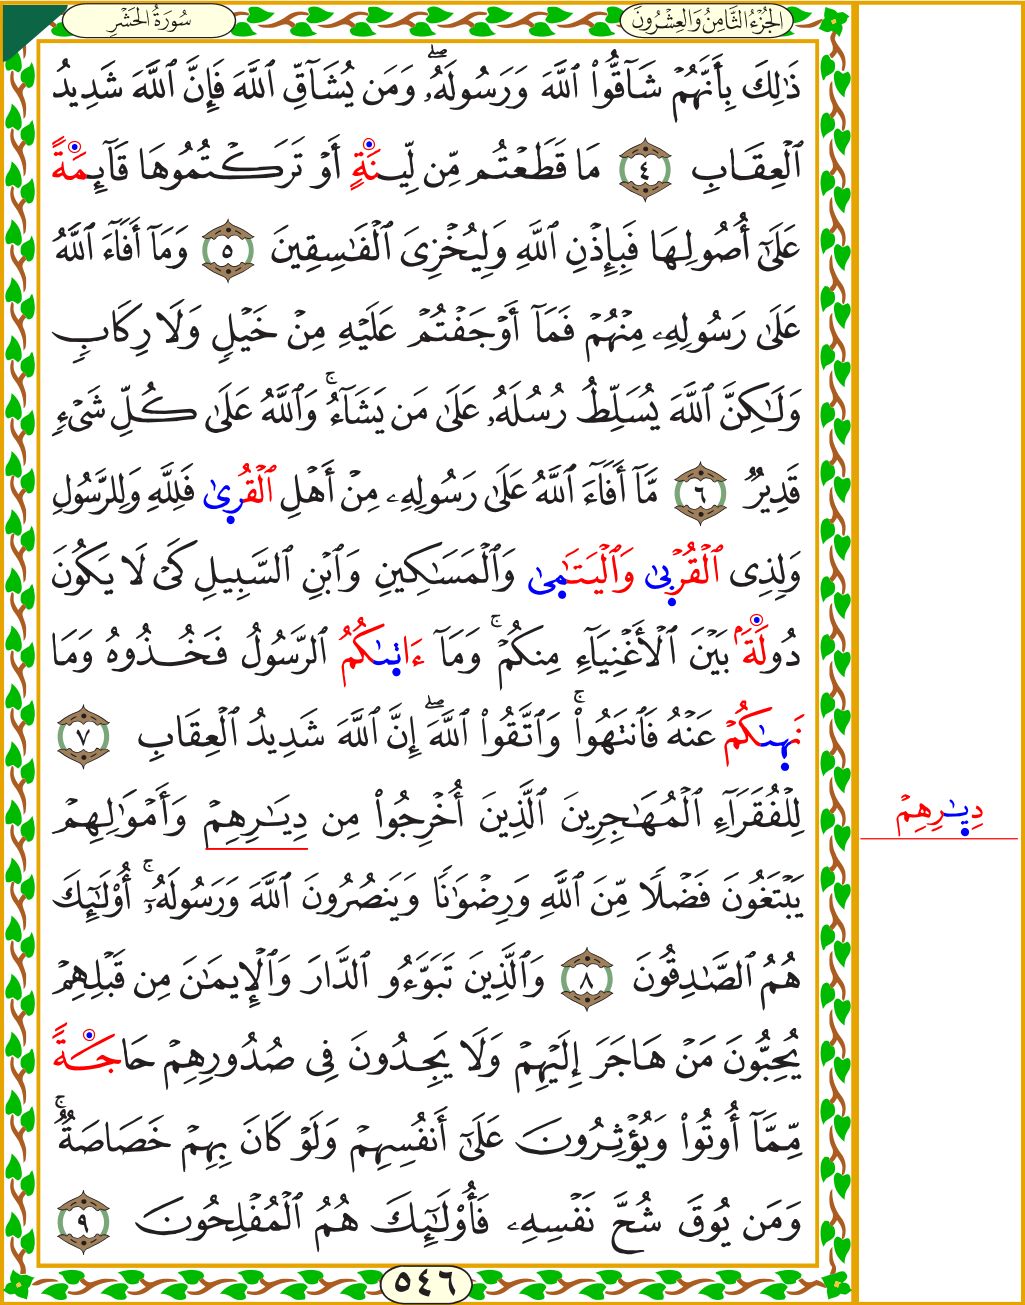 الجُزْءُ الثَّامِنُ وَالعِشْرُونَ
سُورَةُ الحَشْرِ
ذَٰلِكَ بِأَنَّهُمْ شَآقُّوا۟ ٱللَّهَ وَرَسُولَهُۥۖ وَمَن يُشَآقِّ ٱللَّهَ فَإِنَّ ٱللَّهَ شَدِيدُ
ٱلْعِقَابِ ٤ مَا قَطَعْتُم مِّن لِّينَةٍ أَوْ تَرَكْتُمُوهَا قَآئِمَةً
عَلَىٰٓ أُصُولِهَا فَبِإِذْنِ ٱللَّهِ وَلِيُخْزِىَ ٱلْفَٰسِقِينَ ٥ وَمَآ أَفَآءَ ٱللَّهُ
عَلَىٰ رَسُولِهِۦ مِنْهُمْ فَمَآ أَوْجَفْتُمْ عَلَيْهِ مِنْ خَيْلٍ وَلَا رِكَابٍ
وَلَٰكِنَّ ٱللَّهَ يُسَلِّطُ رُسُلَهُۥ عَلَىٰ مَن يَشَآءُۚ وَٱللَّهُ عَلَىٰ كُلِّ شَىْءٍ
قَدِيرٌ ٦ مَّآ أَفَآءَ ٱللَّهُ عَلَىٰ رَسُولِهِۦ مِنْ أَهْلِ ٱلْقُرَىٰ فَلِلَّهِ وَلِلرَّسُولِ
وَلِذِى ٱلْقُرْبَىٰ وَٱلْيَتَٰمَىٰ وَٱلْمَسَٰكِينِ وَٱبْنِ ٱلسَّبِيلِ كَىْ لَا يَكُونَ
دُولَةًۢ بَيْنَ ٱلْأَغْنِيَآءِ مِنكُمْۚ وَمَآ ءَاتَىٰكُمُ ٱلرَّسُولُ فَخُذُوهُ وَمَا
نَهَىٰكُمْ عَنْهُ فَٱنتَهُوا۟ۚ وَٱتَّقُوا۟ ٱللَّهَۖ إِنَّ ٱللَّهَ شَدِيدُ ٱلْعِقَابِ ٧
لِلْفُقَرَآءِ ٱلْمُهَٰجِرِينَ ٱلَّذِينَ أُخْرِجُوا۟ مِن دِيَٰرِهِمْ وَأَمْوَٰلِهِمْ
دِيَٰرِهِمْ
يَبْتَغُونَ فَضْلًا مِّنَ ٱللَّهِ وَرِضْوَٰنًا وَيَنصُرُونَ ٱللَّهَ وَرَسُولَهُۥٓۚ أُو۟لَٰٓئِكَ
هُمُ ٱلصَّٰدِقُونَ ٨ وَٱلَّذِينَ تَبَوَّءُو ٱلدَّارَ وَٱلْإِيمَٰنَ مِن قَبْلِهِمْ
يُحِبُّونَ مَنْ هَاجَرَ إِلَيْهِمْ وَلَا يَجِدُونَ فِى صُدُورِهِمْ حَاجَةً
مِّمَّآ أُوتُوا۟ وَيُؤْثِرُونَ عَلَىٰٓ أَنفُسِهِمْ وَلَوْ كَانَ بِهِمْ خَصَاصَةٌۚ
وَمَن يُوقَ شُحَّ نَفْسِهِۦ فَأُو۟لَٰٓئِكَ هُمُ ٱلْمُفْلِحُونَ ٩
٥٤٦